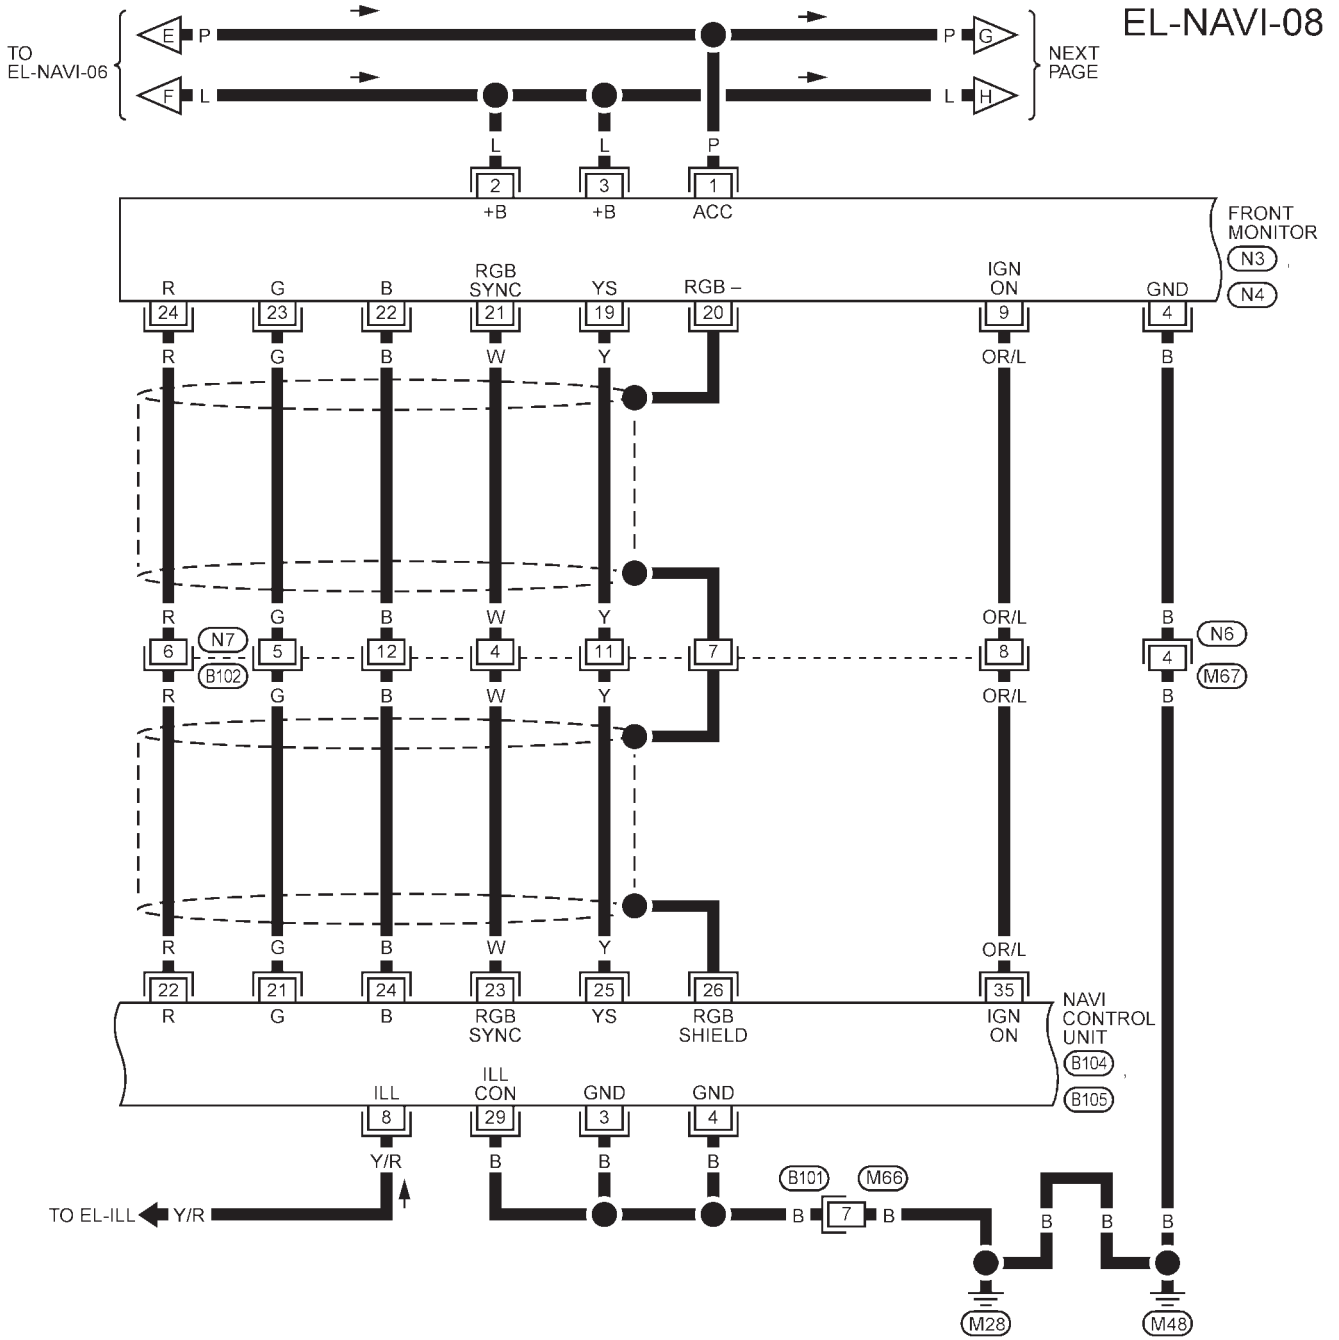 EL-NAVI-08
TO
EL-NAVI-06
E P P G
F L L H
NEXT
PAGE
L L P
2 3 1
+B +B ACC
FRONT
MONITOR
N3 ,
N4
R G B RGB
SYNC YS RGB – IGN
ON GND
24 23 22 21 19 20 9 4
R G B W Y OR/L B
R G B W Y OR/L B
6 N7 5 12 4 11 7 8 4 N6
B102 M67
R G B W Y OR/L B
R G B W Y OR/L
22 21 24 23 25 26 35
R G B RGB
SYNC YS RGB
SHIELD IGN
ON
NAVI
CONTROL
UNIT
B104 ,
B105
ILL ILL
CON GND GND
8 29 3 4
Y/R B B B
B101 M66
TO EL-ILL Y/R B 7 B B B B
M28 M48